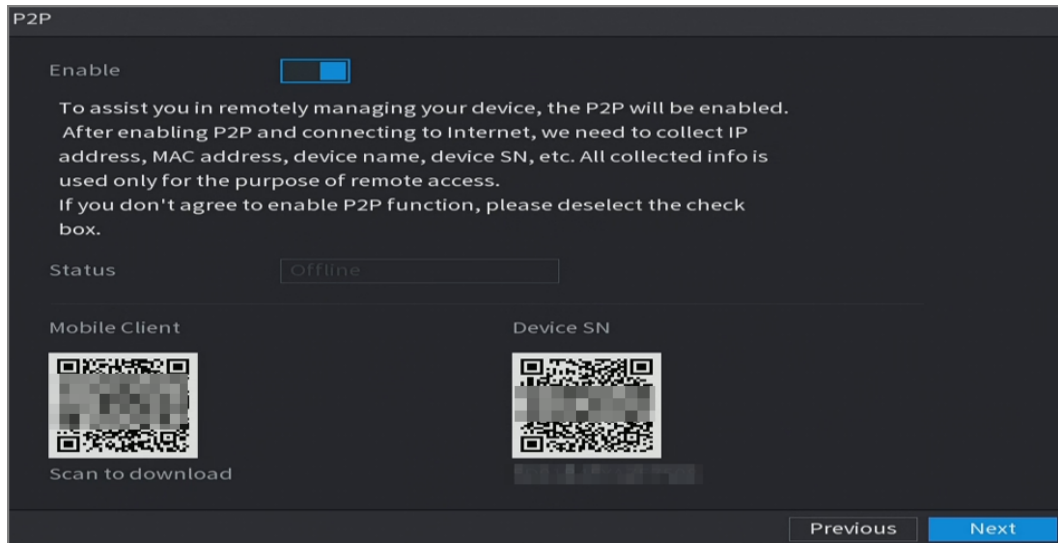 P2P
Enable
To assist you in remotely managing your device, the P2P will be enabled.
After enabling P2P and connecting to Internet, we need to collect IP
address, MAC address, device name, device SN, etc. All collected info is
used only for the purpose of remote access.
If you don't agree to enable P2P function, please deselect the check
box.
Status Offline
Mobile Client Device SN
Scan to download
Previous Next